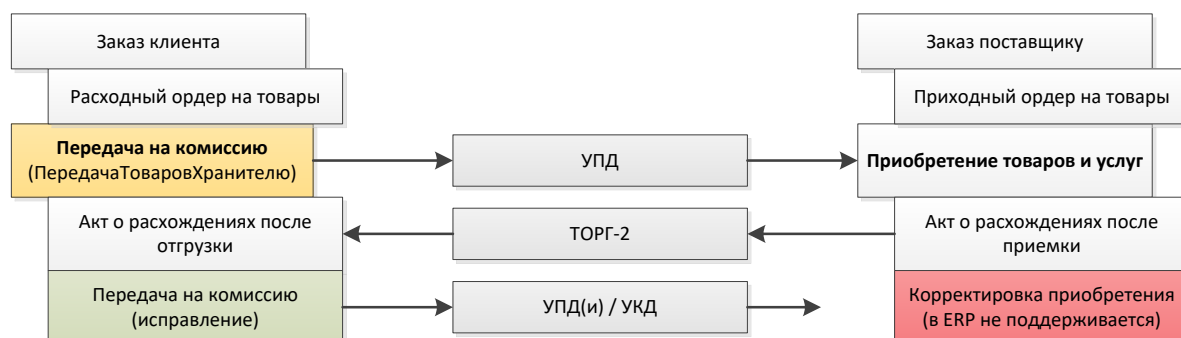 Заказ клиента
Заказ поставщику
Расходный ордер на товары
Приходный ордер на товары
Передача на комиссию
(ПередачаТоваровХранителю)
УПД
Приобретение товаров и услуг
Акт о расхождениях после
отгрузки
ТОРГ-2
Акт о расхождениях после
приемки
Передача на комиссию
(исправление)
УПД(и) / УКД
Корректировка приобретения
(в ERP не поддерживается)